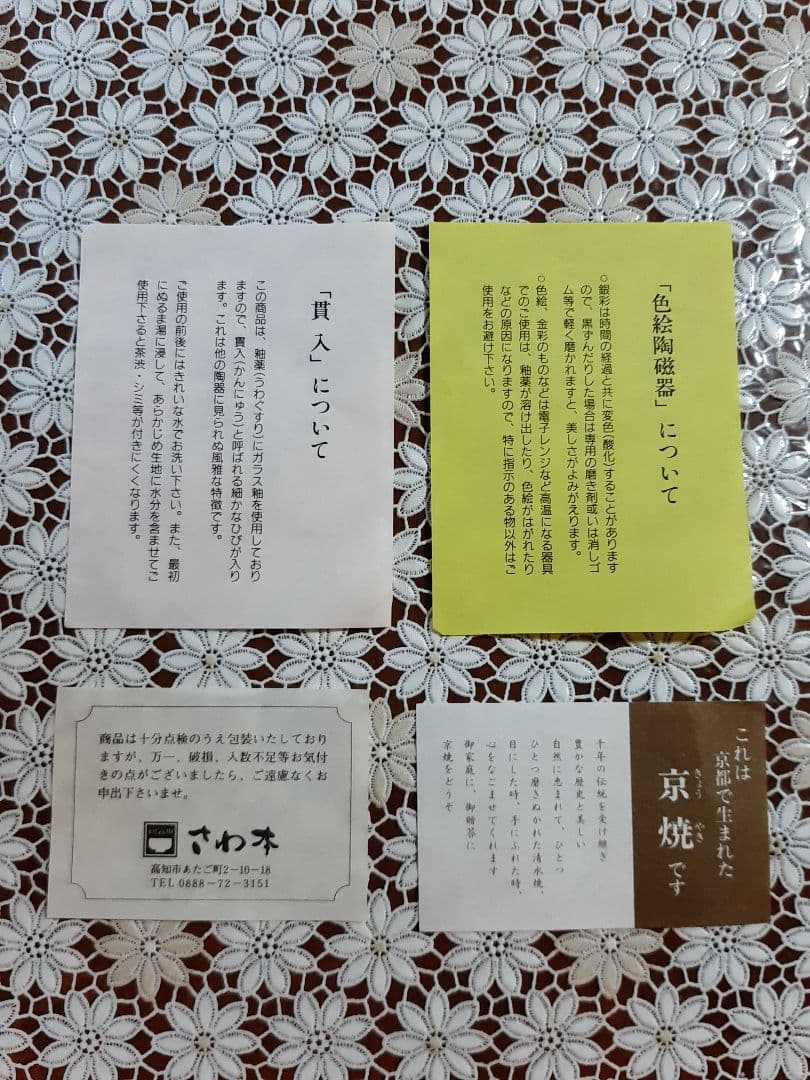 「色絵陶磁器」について
○銀彩は時間の経過と共に変色(酸化)することがあります
ので、黒ずんだりした場合は専用の磨き剤或いは消しゴ
ム等で軽く磨かれますと、美しさがよみがえります。
○色絵、金彩のものなどは電子レンジなど高温になる器具
でのご使用は、釉薬が溶け出したり、色絵がはがれたり
などの原因になりますので、特に指示のある物以外はご
使用をお避け下さい。
「貫入」について
この商品は、釉薬(うわぐすり)にガラス釉を使用しており
ますので、貫入(かんにゅう)と呼ばれる細かなひびが入り
ます。これは他の陶器に見られぬ風雅な特徴です。
ご使用の前後にはきれいな水でお洗い下さい。また、最初
にぬるま湯に浸して、あらかじめ生地に水分を含ませてご
使用下さると茶渋・シミ等が付きにくくなります。
商品は十分点検のうえ包装いたしており
ますが、万一、破損、入数不足等お気付
きの点がございましたら、ご遠慮なくお
申出下さいませ。
さわ本
高知市あたご町2-10-18
TEL 0888-72-3151
これは
京都で生まれた
京焼です
きょう やき
千年の伝統を受け継ぎ
豊かな歴史と美しい
自然に恵まれて、ひとつ
ひとつ磨きぬかれた清水焼、
目にした時、手にふれた時、
心をなごませてくれます
御家庭に、御贈答に
京焼をどうぞ